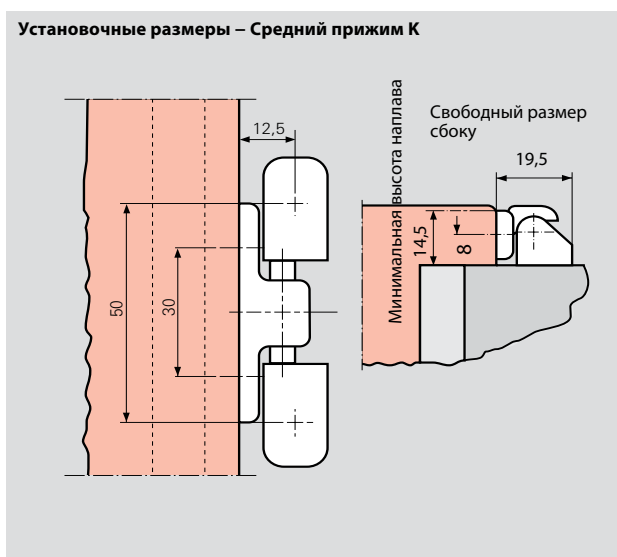 Установочные размеры – Средний прижим K
12,5
50
30
Минимальная высота наплава
Свободный размер
сбоку
19,5
14,5
8